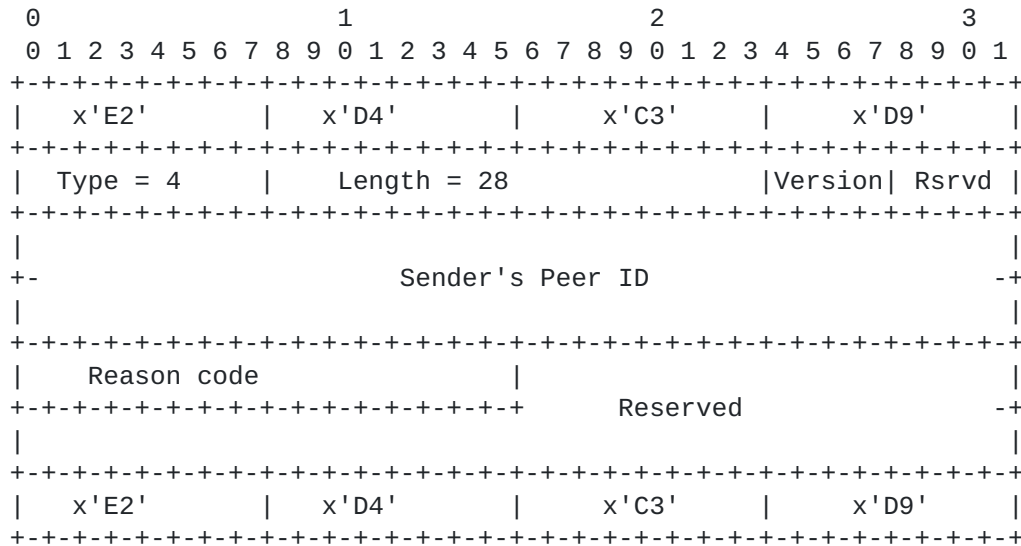 0                   1                   2                   3
 0 1 2 3 4 5 6 7 8 9 0 1 2 3 4 5 6 7 8 9 0 1 2 3 4 5 6 7 8 9 0 1
+-+-+-+-+-+-+-+-+-+-+-+-+-+-+-+-+-+-+-+-+-+-+-+-+-+-+-+-+-+-+-+-+
|   x'E2'       |   x'D4'       |     x'C3'     |     x'D9'     |
+-+-+-+-+-+-+-+-+-+-+-+-+-+-+-+-+-+-+-+-+-+-+-+-+-+-+-+-+-+-+-+-+
|  Type = 4     |    Length = 28                |Version| Rsrvd |
+-+-+-+-+-+-+-+-+-+-+-+-+-+-+-+-+-+-+-+-+-+-+-+-+-+-+-+-+-+-+-+-+
|                                                               |
+-                       Sender's Peer ID                      -+
|                                                               |
+-+-+-+-+-+-+-+-+-+-+-+-+-+-+-+-+-+-+-+-+-+-+-+-+-+-+-+-+-+-+-+-+
|    Reason code                |                               |
+-+-+-+-+-+-+-+-+-+-+-+-+-+-+-+-+      Reserved                -+
|                                                               |
+-+-+-+-+-+-+-+-+-+-+-+-+-+-+-+-+-+-+-+-+-+-+-+-+-+-+-+-+-+-+-+-+
|   x'E2'       |   x'D4'       |     x'C3'     |     x'D9'     |
+-+-+-+-+-+-+-+-+-+-+-+-+-+-+-+-+-+-+-+-+-+-+-+-+-+-+-+-+-+-+-+-+